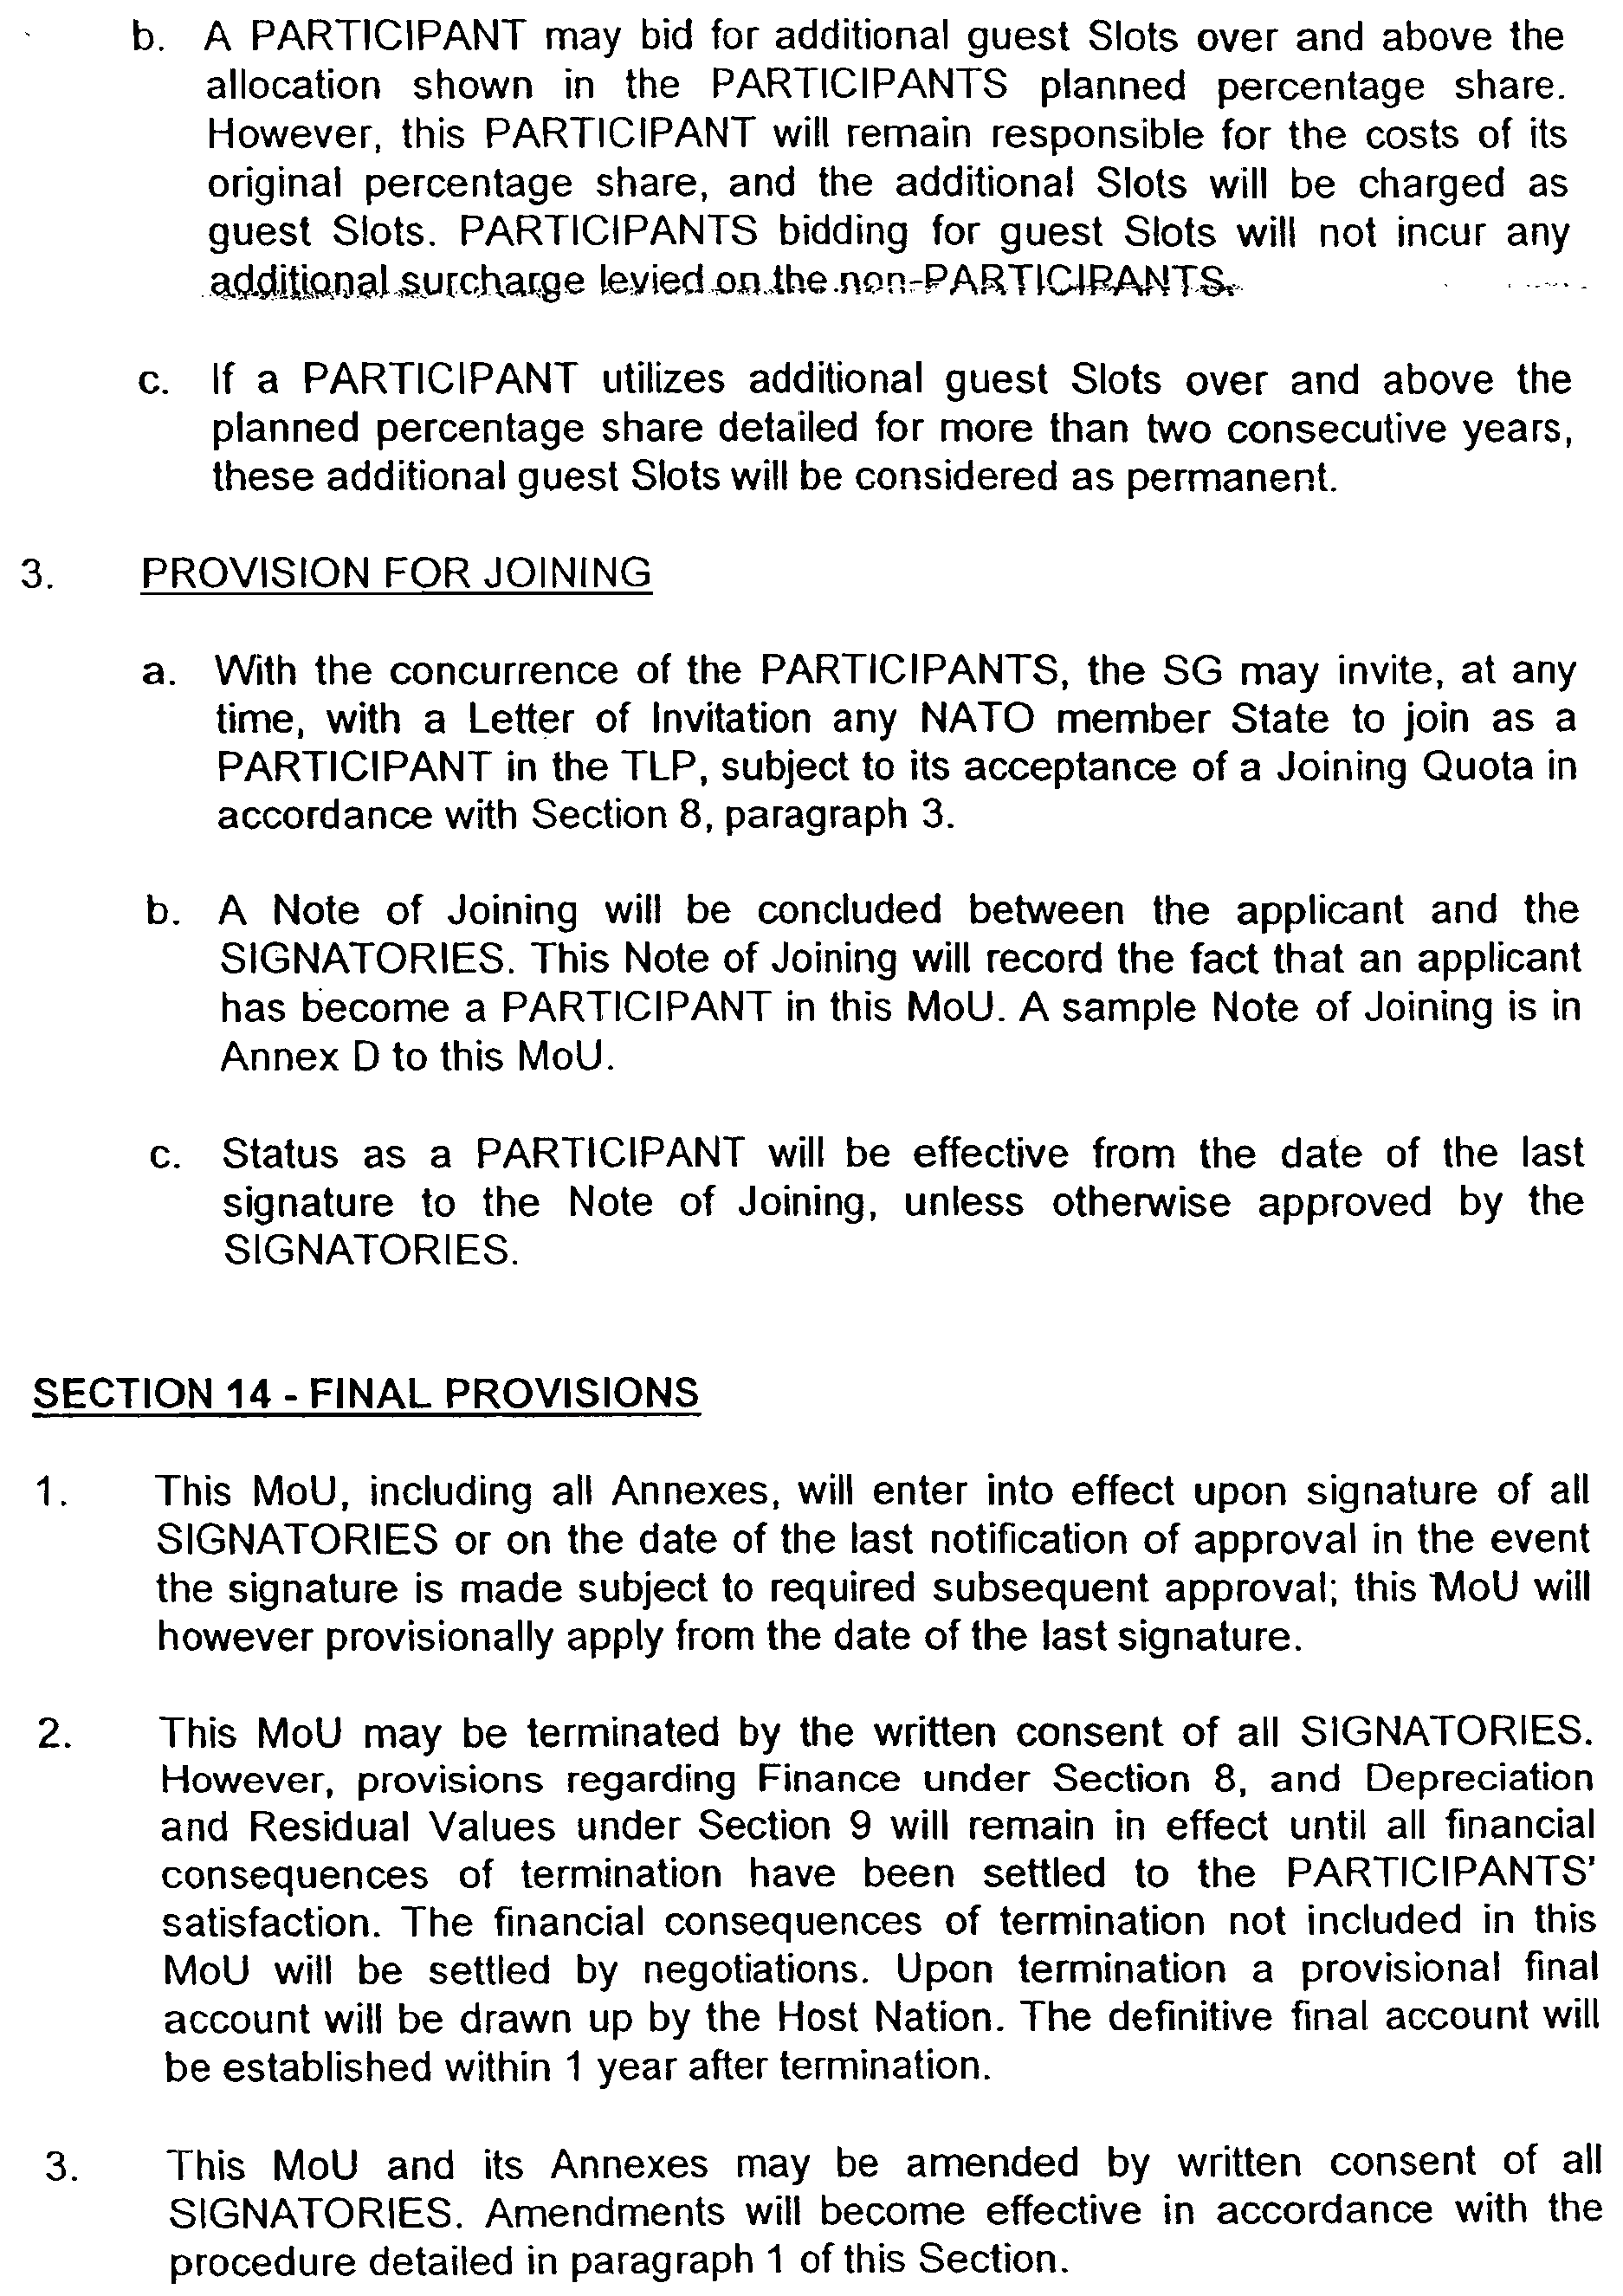 b. A PARTICIPANT may bid for additional guest Slots over and above the
allocation shown in the PARTICIPANTS planned percentage share.
However, this PARTICIPANT will remain responsible for the costs of its
original percentage share, and the additional Slots will be charged as
guest Slots. PARTICIPANTS bidding for guest Slots will not incur any
additional surcharge levied on the non-PARTICIPANTS.
c. If a PARTICIPANT utilizes additional guest Slots over and above the
planned percentage share detailed for more than two consecutive years,
these additional guest Slots will be considered as permanent.
3. PROVISION FOR JOINING
a. With the concurrence of the PARTICIPANTS, the SG may invite, at any
time, with a Letter of Invitation any NATO member State to join as a
PARTICIPANT in the TLP, subject to its acceptance of a Joining Quota in
accordance with Section 8, paragraph 3.
b. A Note of Joining will be concluded between the applicant and the
SIGNATORIES. This Note of Joining will record the fact that an applicant
has become a PARTICIPANT in this MoU. A sample Note of Joining is in
Annex D to this MoU.
c. Status as a PARTICIPANT will be effective from the date of the last
signature to the Note of Joining, unless otherwise approved by the
SIGNATORIES.
SECTION 14 - FINAL PROVISIONS
1. This MoU, including all Annexes, will enter into effect upon signature of all
SIGNATORIES or on the date of the last notification of approval in the event
the signature is made subject to required subsequent approval; this MoU will
however provisionally apply from the date of the last signature.
2. This MoU may be terminated by the written consent of all SIGNATORIES.
However, provisions regarding Finance under Section 8, and Depreciation
and Residual Values under Section 9 will remain in effect until all financial
consequences of termination have been settled to the PARTICIPANTS'
satisfaction. The financial consequences of termination not included in this
MoU will be settled by negotiations. Upon termination a provisional final
account will be drawn up by the Host Nation. The definitive final account will
be established within 1 year after termination.
3. This MoU and its Annexes may be amended by written consent of all
SIGNATORIES. Amendments will become effective in accordance with the
procedure detailed in paragraph 1 of this Section.